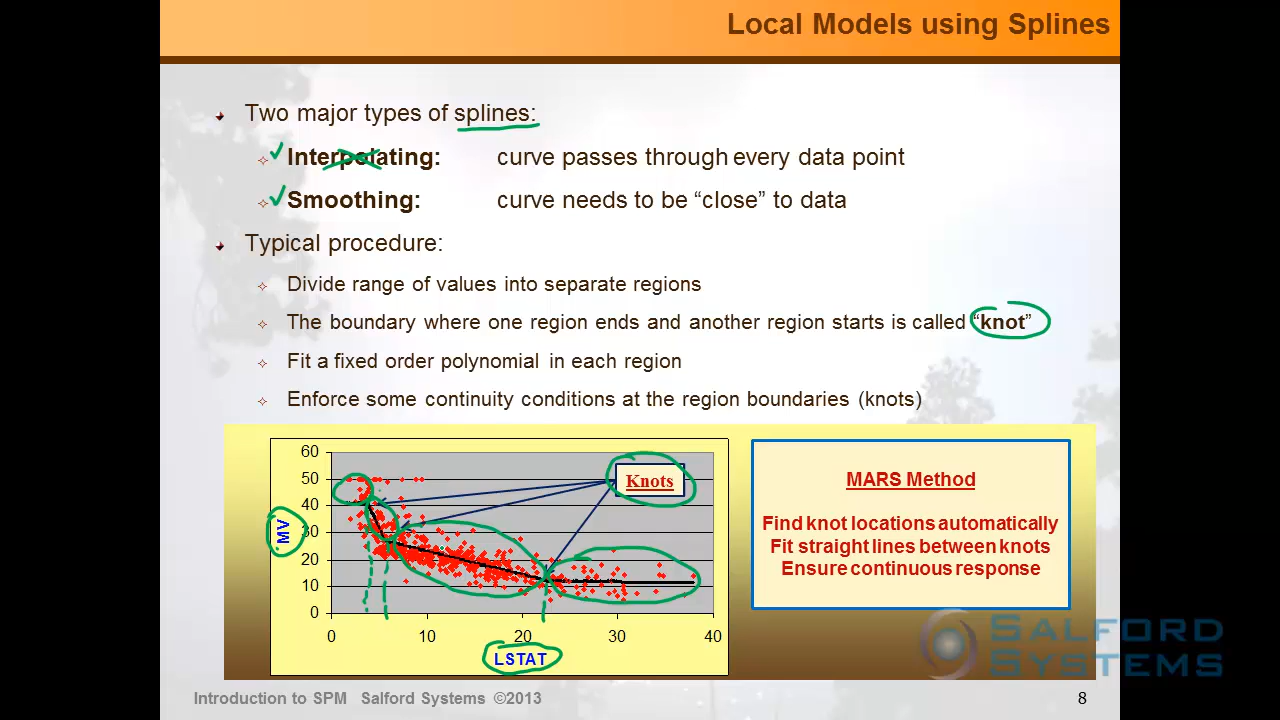 Local Models using Splines
Two major types of splines:
Interpolating: curve passes through every data point
Smoothing: curve needs to be “close” to data
Typical procedure:
Divide range of values into separate regions
The boundary where one region ends and another region starts is called “knot”
Fit a fixed order polynomial in each region
Enforce some continuity conditions at the region boundaries (knots)
60
50
40
30
20
10
0
MV
0 10 20 30 40
LSTAT
Knots
MARS Method
Find knot locations automatically
Fit straight lines between knots
Ensure continuous response
SALFORD
SYSTEMS
Introduction to SPM Salford Systems ©2013
8